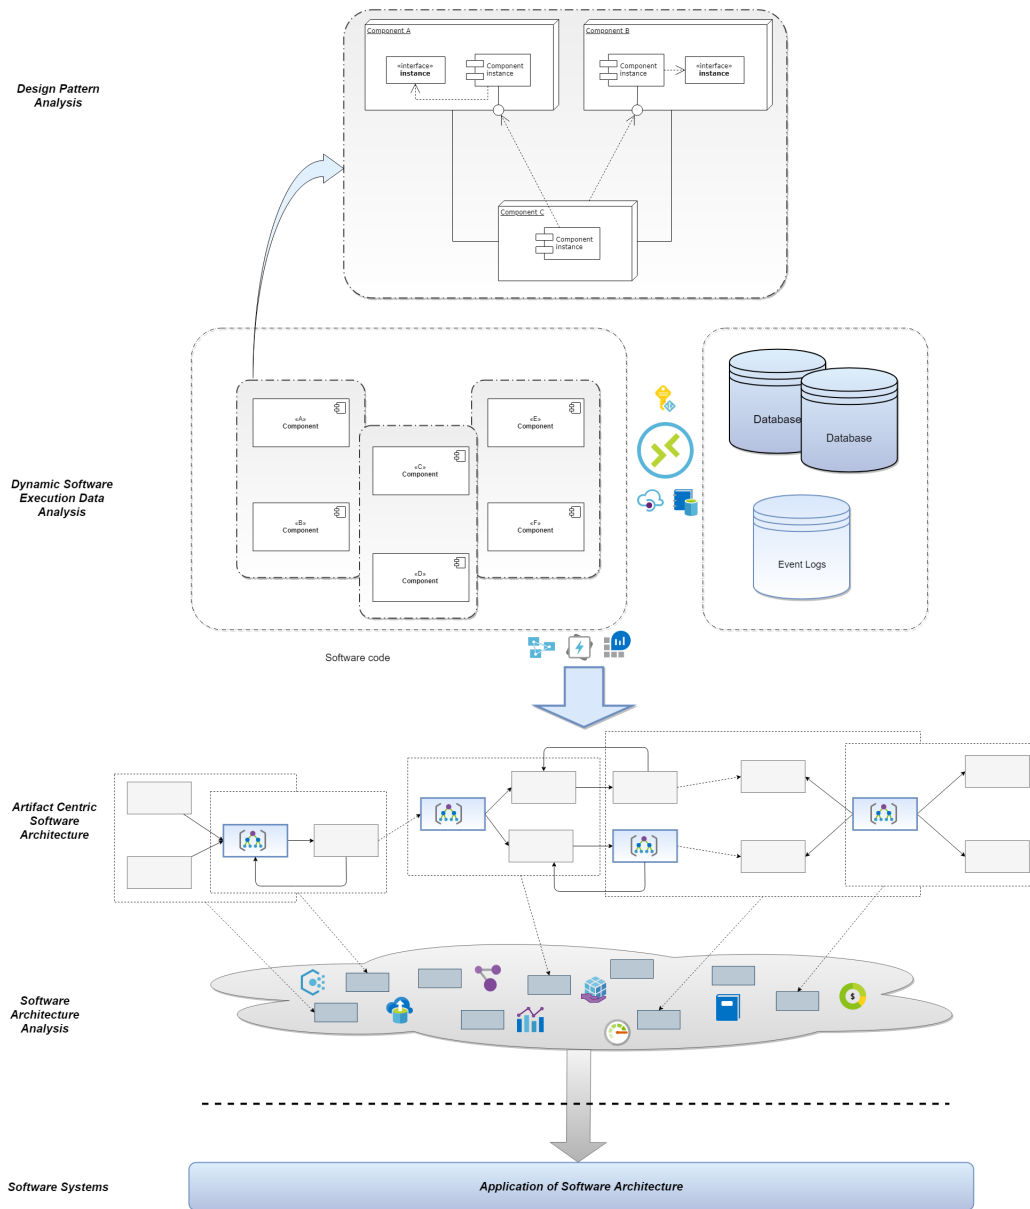 Design Pattern
Analysis
Component A
«interface»
instance
Component
instance
Component B
Component
instance
«interface»
instance
Component C
Component
instance
Dynamic Software
Execution Data
Analysis
«A»
Component
«B»
Component
«C»
Component
«D»
Component
«E»
Component
«F»
Component
Database
Database
Event Logs
Software code
Artifact Centric
Software
Architecture
Software
Architecture
Analysis
$
Software Systems
Application of Software Architecture